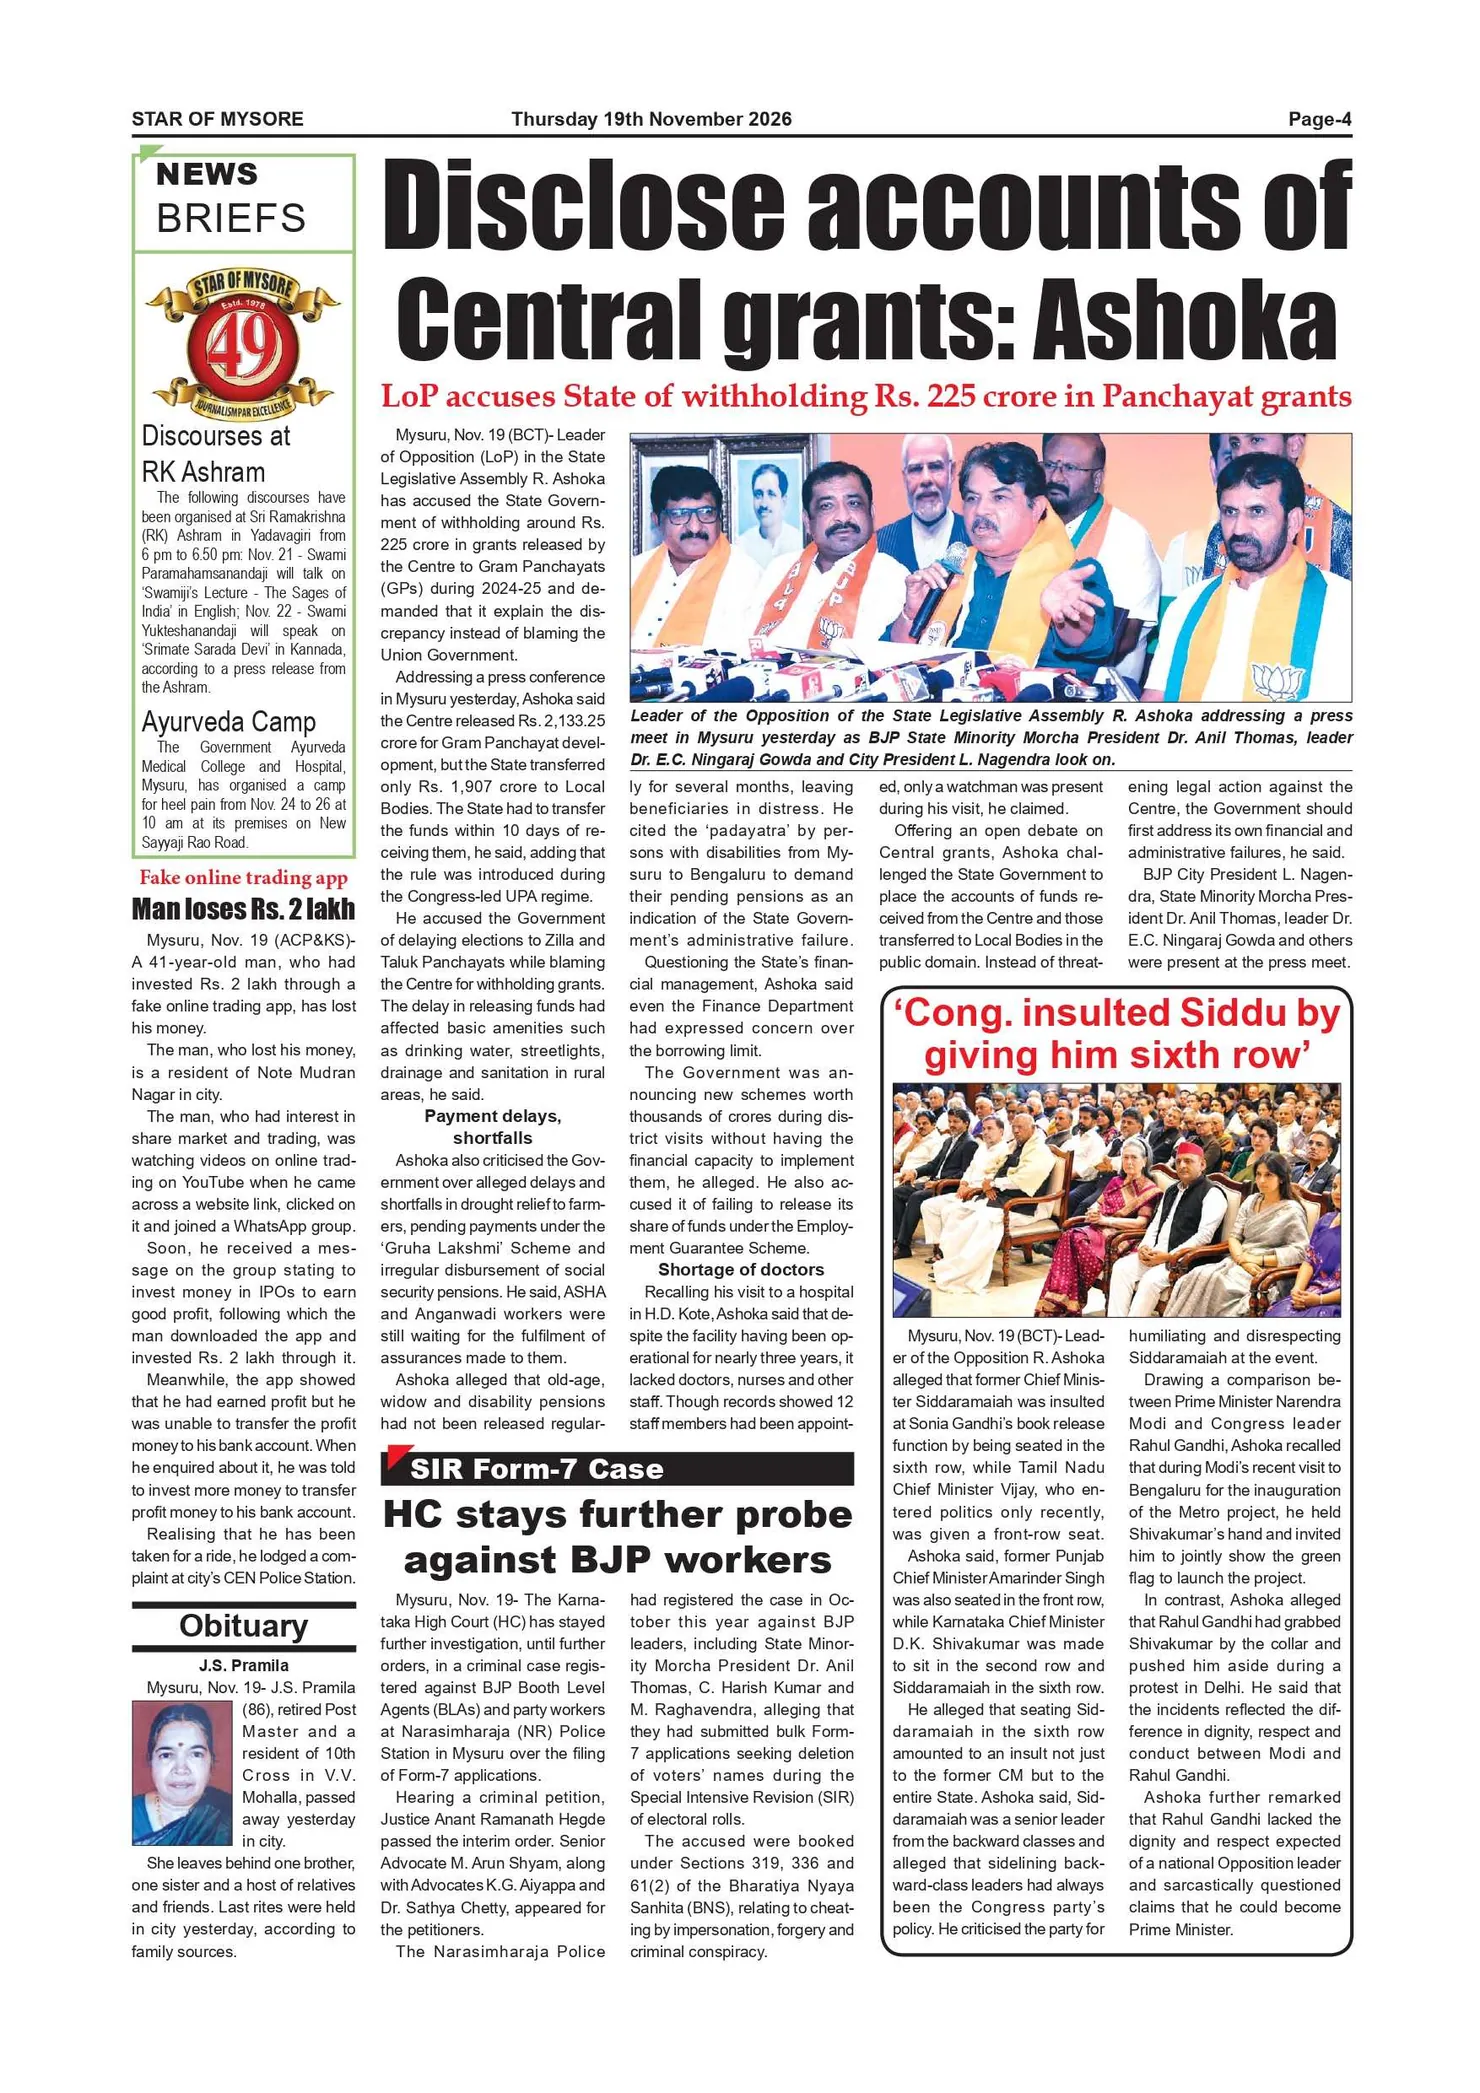 STAR OF MYSORE
Thursday 19th November 2026
Page-4
NEWS
BRIEFS
STAR OF MYSORE
Estd. 1978
49
JOURNALISM PAR EXCELLENCE
Discourses at
RK Ashram
The following discourses have
been organised at Sri Ramakrishna
(RK) Ashram in Yadavagiri from
6 pm to 6.50 pm: Nov. 21 - Swami
Paramahamsanandaji will talk on
‘Swamiji’s Lecture - The Sages of
India’ in English; Nov. 22 - Swami
Yukteshanandaji will speak on
‘Srimate Sarada Devi’ in Kannada,
according to a press release from
the Ashram.
Ayurveda Camp
The Government Ayurveda
Medical College and Hospital,
Mysuru, has organised a camp
for heel pain from Nov. 24 to 26 at
10 am at its premises on New
Sayyaji Rao Road.
Fake online trading app
Man loses Rs. 2 lakh
Mysuru, Nov. 19 (ACP&KS)-
A 41-year-old man, who had
invested Rs. 2 lakh through a
fake online trading app, has lost
his money.
The man, who lost his money,
is a resident of Note Mudran
Nagar in city.
The man, who had interest in
share market and trading, was
watching videos on online trad-
ing on YouTube when he came
across a website link, clicked on
it and joined a WhatsApp group.
Soon, he received a mes-
sage on the group stating to
invest money in IPOs to earn
good profit, following which the
man downloaded the app and
invested Rs. 2 lakh through it.
Meanwhile, the app showed
that he had earned profit but he
was unable to transfer the profit
money to his bank account. When
he enquired about it, he was told
to invest more money to transfer
profit money to his bank account.
Realising that he has been
taken for a ride, he lodged a com-
plaint at city’s CEN Police Station.
Obituary
J.S. Pramila
Mysuru, Nov. 19- J.S. Pramila
(86), retired Post
Master and a
resident of 10th
Cross in V.V.
Mohalla, passed
away yesterday
in city.
She leaves behind one brother,
one sister and a host of relatives
and friends. Last rites were held
in city yesterday, according to
family sources.
Disclose accounts of
Central grants: Ashoka
LoP accuses State of withholding Rs. 225 crore in Panchayat grants
Mysuru, Nov. 19 (BCT)- Leader
of Opposition (LoP) in the State
Legislative Assembly R. Ashoka
has accused the State Govern-
ment of withholding around Rs.
225 crore in grants released by
the Centre to Gram Panchayats
(GPs) during 2024-25 and de-
manded that it explain the dis-
crepancy instead of blaming the
Union Government.
Addressing a press conference
in Mysuru yesterday, Ashoka said
the Centre released Rs. 2,133.25
crore for Gram Panchayat devel-
opment, but the State transferred
only Rs. 1,907 crore to Local
Bodies. The State had to transfer
the funds within 10 days of re-
ceiving them, he said, adding that
the rule was introduced during
the Congress-led UPA regime.
He accused the Government
of delaying elections to Zilla and
Taluk Panchayats while blaming
the Centre for withholding grants.
The delay in releasing funds had
affected basic amenities such
as drinking water, streetlights,
drainage and sanitation in rural
areas, he said.
Payment delays,
shortfalls
Ashoka also criticised the Gov-
ernment over alleged delays and
shortfalls in drought relief to farm-
ers, pending payments under the
‘Gruha Lakshmi’ Scheme and
irregular disbursement of social
security pensions. He said, ASHA
and Anganwadi workers were
still waiting for the fulfilment of
assurances made to them.
Ashoka alleged that old-age,
widow and disability pensions
had not been released regular-
BJP
Leader of the Opposition of the State Legislative Assembly R. Ashoka addressing a press
meet in Mysuru yesterday as BJP State Minority Morcha President Dr. Anil Thomas, leader
Dr. E.C. Ningaraj Gowda and City President L. Nagendra look on.
ly for several months, leaving
beneficiaries in distress. He
cited the ‘padayatra’ by per-
sons with disabilities from My-
suru to Bengaluru to demand
their pending pensions as an
indication of the State Govern-
ment’s administrative failure.
Questioning the State’s finan-
cial management, Ashoka said
even the Finance Department
had expressed concern over
the borrowing limit.
The Government was an-
nouncing new schemes worth
thousands of crores during dis-
trict visits without having the
financial capacity to implement
them, he alleged. He also ac-
cused it of failing to release its
share of funds under the Employ-
ment Guarantee Scheme.
Shortage of doctors
Recalling his visit to a hospital
in H.D. Kote, Ashoka said that de-
spite the facility having been op-
erational for nearly three years, it
lacked doctors, nurses and other
staff. Though records showed 12
staff members had been appoint-
ed, only a watchman was present
during his visit, he claimed.
Offering an open debate on
Central grants, Ashoka chal-
lenged the State Government to
place the accounts of funds re-
ceived from the Centre and those
transferred to Local Bodies in the
public domain. Instead of threat-
ening legal action against the
Centre, the Government should
first address its own financial and
administrative failures, he said.
BJP City President L. Nagen-
dra, State Minority Morcha Pres-
ident Dr. Anil Thomas, leader Dr.
E.C. Ningaraj Gowda and others
were present at the press meet.
SIR Form-7 Case
HC stays further probe
against BJP workers
Mysuru, Nov. 19- The Karna-
taka High Court (HC) has stayed
further investigation, until further
orders, in a criminal case regis-
tered against BJP Booth Level
Agents (BLAs) and party workers
at Narasimharaja (NR) Police
Station in Mysuru over the filing
of Form-7 applications.
Hearing a criminal petition,
Justice Anant Ramanath Hegde
passed the interim order. Senior
Advocate M. Arun Shyam, along
with Advocates K.G. Aiyappa and
Dr. Sathya Chetty, appeared for
the petitioners.
The Narasimharaja Police
had registered the case in Oc-
tober this year against BJP
leaders, including State Minor-
ity Morcha President Dr. Anil
Thomas, C. Harish Kumar and
M. Raghavendra, alleging that
they had submitted bulk Form-
7 applications seeking deletion
of voters’ names during the
Special Intensive Revision (SIR)
of electoral rolls.
The accused were booked
under Sections 319, 336 and
61(2) of the Bharatiya Nyaya
Sanhita (BNS), relating to cheat-
ing by impersonation, forgery and
criminal conspiracy.
‘Cong. insulted Siddu by
giving him sixth row’
Mysuru, Nov. 19 (BCT)- Lead-
er of the Opposition R. Ashoka
alleged that former Chief Minis-
ter Siddaramaiah was insulted
at Sonia Gandhi’s book release
function by being seated in the
sixth row, while Tamil Nadu
Chief Minister Vijay, who en-
tered politics only recently,
was given a front-row seat.
Ashoka said, former Punjab
Chief Minister Amarinder Singh
was also seated in the front row,
while Karnataka Chief Minister
D.K. Shivakumar was made
to sit in the second row and
Siddaramaiah in the sixth row.
He alleged that seating Sid-
daramaiah in the sixth row
amounted to an insult not just
to the former CM but to the
entire State. Ashoka said, Sid-
daramaiah was a senior leader
from the backward classes and
alleged that sidelining back-
ward-class leaders had always
been the Congress party’s
policy. He criticised the party for
humiliating and disrespecting
Siddaramaiah at the event.
Drawing a comparison be-
tween Prime Minister Narendra
Modi and Congress leader
Rahul Gandhi, Ashoka recalled
that during Modi’s recent visit to
Bengaluru for the inauguration
of the Metro project, he held
Shivakumar’s hand and invited
him to jointly show the green
flag to launch the project.
In contrast, Ashoka alleged
that Rahul Gandhi had grabbed
Shivakumar by the collar and
pushed him aside during a
protest in Delhi. He said that
the incidents reflected the dif-
ference in dignity, respect and
conduct between Modi and
Rahul Gandhi.
Ashoka further remarked
that Rahul Gandhi lacked the
dignity and respect expected
of a national Opposition leader
and sarcastically questioned
claims that he could become
Prime Minister.